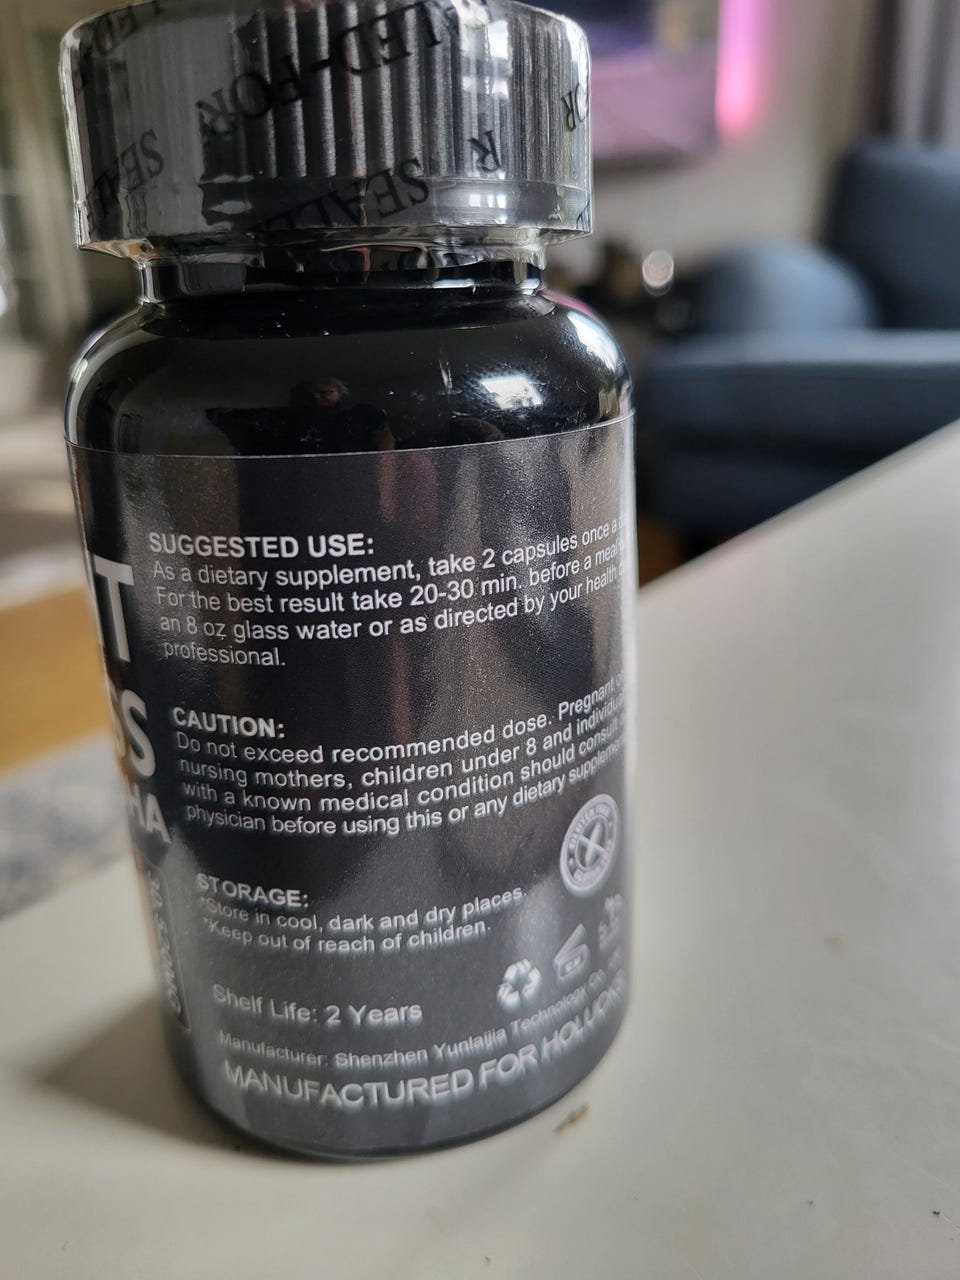 SEALED-FOR
SUGGESTED USE:
As a dietary supplement, take 2 capsules once a
For the best result take 20-30 min. before a meal
an 8 oz glass water or as directed by your health
professional.
CAUTION:
Do not exceed recommended dose. Pregnant or
nursing mothers, children under 8 and individuals
with a known medical condition should consult a
physician before using this or any dietary supplement
STORAGE:
*Store in cool, dark and dry places.
*Keep out of reach of children.
Shelf Life: 2 Years
Manufacturer: Shenzhen Yunlaijia Technology Co.
MANUFACTURED FOR